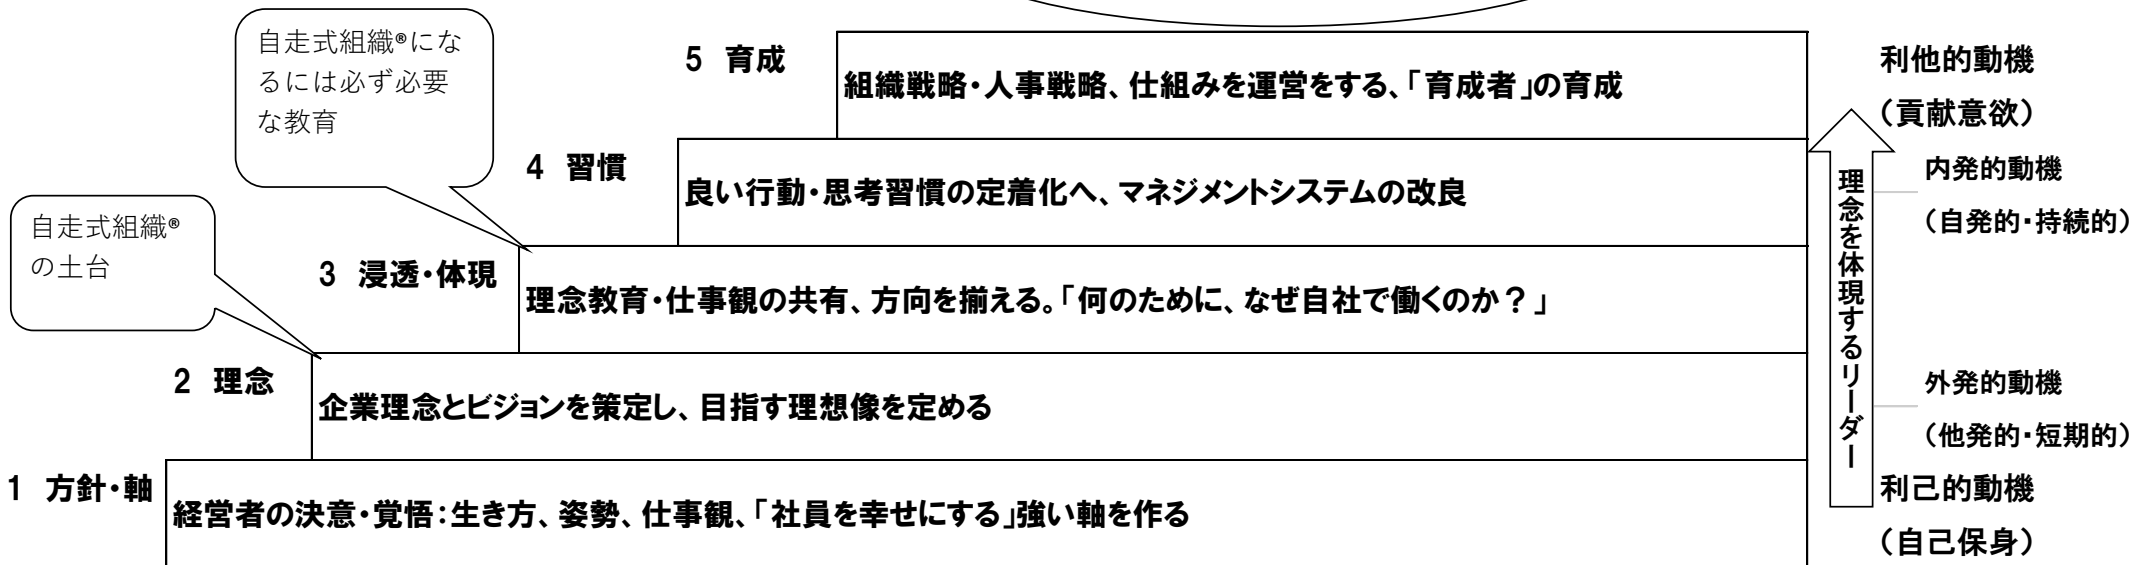 自走式組織®にな
るには必ず必要
な教育
5 育成
組織戦略・人事戦略、仕組みを運営をする、「育成者」の育成
4 習慣
良い行動・思考習慣の定着化へ、マネジメントシステムの改良
自走式組織®
の土台
3 浸透・体現
理念教育・仕事観の共有、方向を揃える。「何のために、なぜ自社で働くのか？」
2 理念
企業理念とビジョンを策定し、目指す理想像を定める
1 方針・軸
経営者の決意・覚悟：生き方、姿勢、仕事観、「社員を幸せにする」強い軸を作る
理念を体現するリーダー
利他的動機
（貢献意欲）
内発的動機
（自発的・持続的）
外発的動機
（他発的・短期的）
利己的動機
（自己保身）